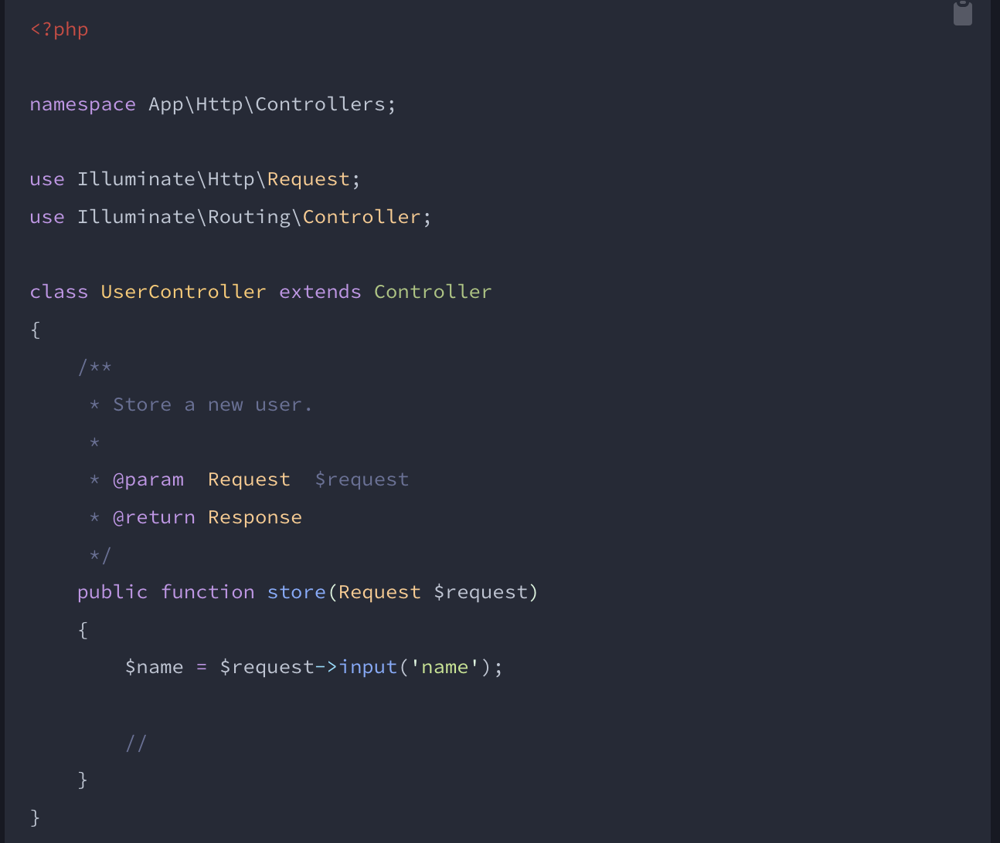 <?php
namespace App\Http\Controllers;
use Illuminate\Http\Request;
use Illuminate\Routing\Controller;
class UserController extends Controller
{
    /**
     * Store a new user.
     *
     * @param  Request  $request
     * @return Response
     */
    public function store(Request $request)
    {
        $name = $request->input('name');
        //
    }
}